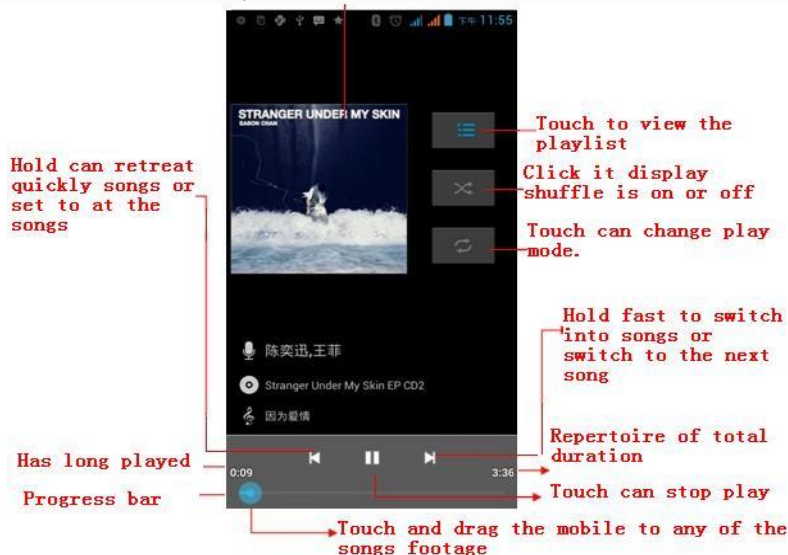 下午 11:55
STRANGER UNDER MY SKIN
EASON CHAN
Touch to view the
playlist
Hold can retreat
quickly songs or
set to at the
songs
Click it display
shuffle is on or off
Touch can change play
mode.
Hold fast to switch
into songs or
switch to the next
song
陈奕迅,王菲
Stranger Under My Skin EP CD2
因为爱情
Repertoire of total
duration
Has long played
0:09
3:36
Touch can stop play
Progress bar
Touch and drag the mobile to any of the
songs footage